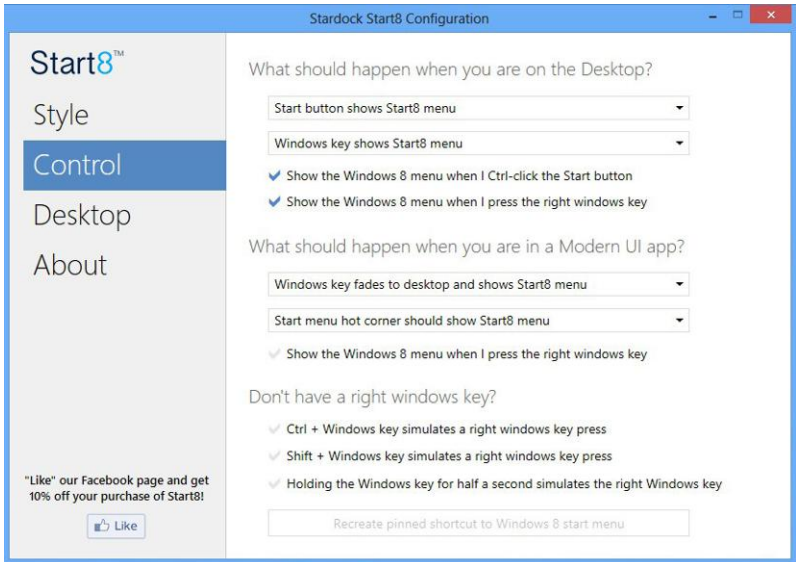 Stardock Start8 Configuration
Start8™
Style
Control
Desktop
About
"Like" our Facebook page and get
10% off your purchase of Start8!
Like
What should happen when you are on the Desktop?
Start button shows Start8 menu
Windows key shows Start8 menu
Show the Windows 8 menu when I Ctrl-click the Start button
Show the Windows 8 menu when I press the right windows key
What should happen when you are in a Modern UI app?
Windows key fades to desktop and shows Start8 menu
Start menu hot corner should show Start8 menu
Show the Windows 8 menu when I press the right windows key
Don't have a right windows key?
Ctrl + Windows key simulates a right windows key press
Shift + Windows key simulates a right windows key press
Holding the Windows key for half a second simulates the right Windows key
Recreate pinned shortcut to Windows 8 start menu